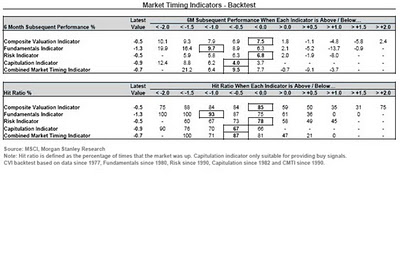 Market Timing Indicators - Backtest
Latest 6M Subsequent Performance When Each Indicator is Above / Below…
6 Month Subsequent Performance % Value < -2.0 < -1.5 < -1.0 < -0.5 < 0.0 > 0.0 > +0.5 > +1.0 > +1.5 > +2.0
Composite Valuation Indicator -0.5 10.1 9.3 7.9 6.9 7.5 1.8 -1.1 -4.8 -5.8 2.4
Fundamentals Indicator -1.3 19.9 16.4 9.7 8.9 6.3 2.1 -5.2 -13.7 -0.9 -
Risk Indicator -0.5 - 5.9 5.8 6.3 6.8 2.0 -1.9 -8.0 - -
Capitulation Indicator -0.9 12.4 8.8 6.2 4.0 3.7
Combined Market Timing Indicator -0.7 - 21.2 6.4 9.5 7.7 -0.7 -9.1 -3.7 - -
Latest Hit Ratio When Each Indicator is Above / Below…
Hit Ratio % Value < -2.0 < -1.5 < -1.0 < -0.5 < 0.0 > 0.0 > +0.5 > +1.0 > +1.5 > +2.0
Composite Valuation Indicator -0.5 75 88 84 84 85 59 50 35 31 75
Fundamentals Indicator -1.3 100 100 93 87 75 61 36 0 0 -
Risk Indicator -0.5 - 60 67 73 78 58 49 45 - -
Capitulation Indicator -0.9 90 76 70 67 66
Combined Market Timing Indicator -0.7 - 100 71 87 81 47 21 0 - -
Source: MSCI, Morgan Stanley Research
Note: Hit ratio is defined as the percentage of times that the market was up. Capitulation indicator only suitable for providing buy signals.
CVI backtest based on data since 1977, Fundamentals since 1980, Risk since 1990, Capitulation since 1982 and CMTI since 1990.